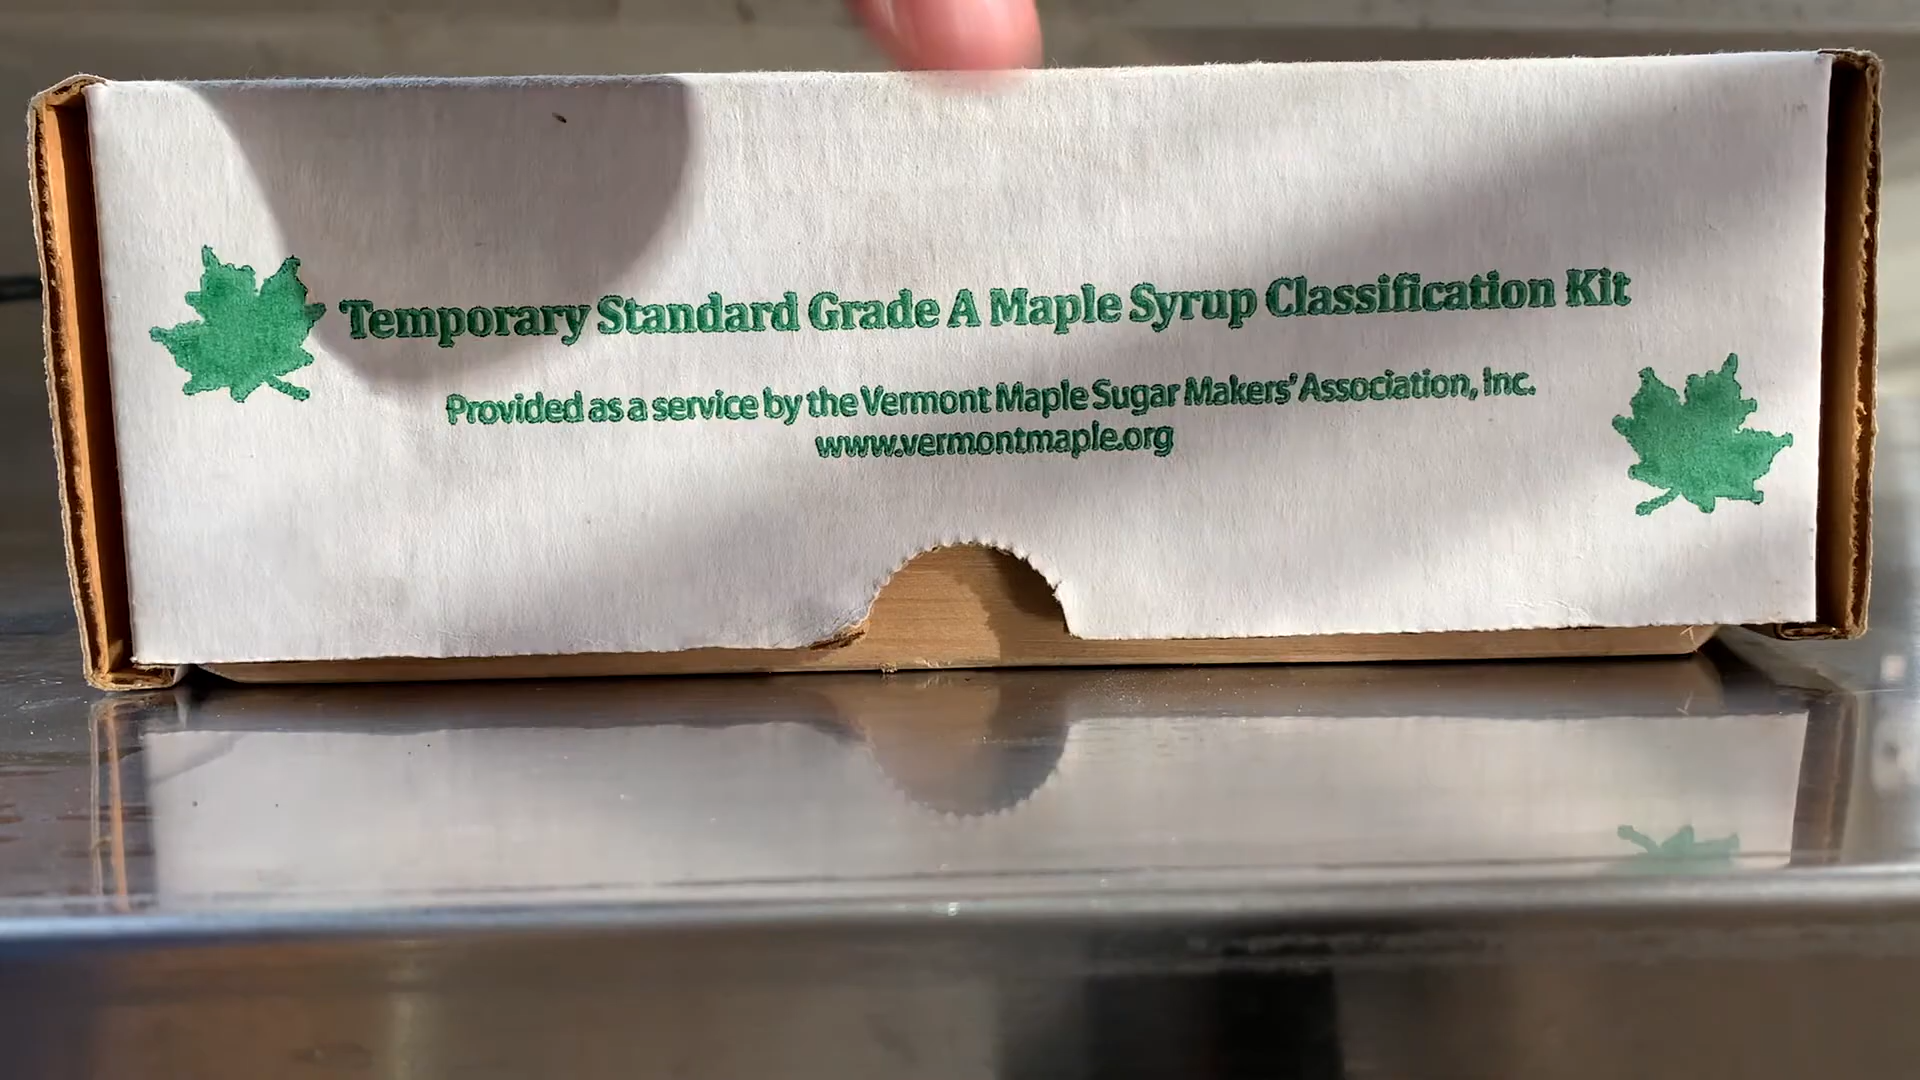 Temporary Standard Grade A Maple Syrup Classification Kit
Provided as a service by the Vermont Maple Sugar Makers' Association, Inc.
www.vermontmaple.org